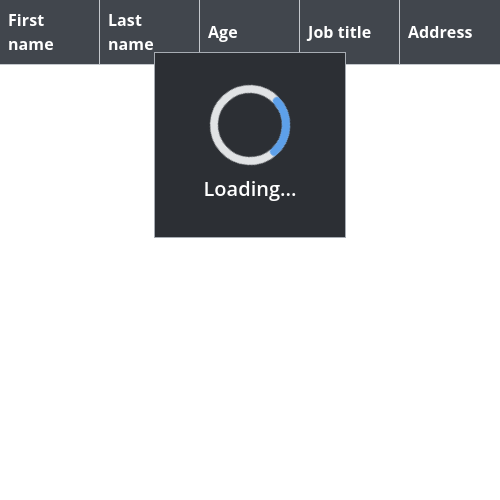 First name
Last name
Age
Job title
Address
Loading...